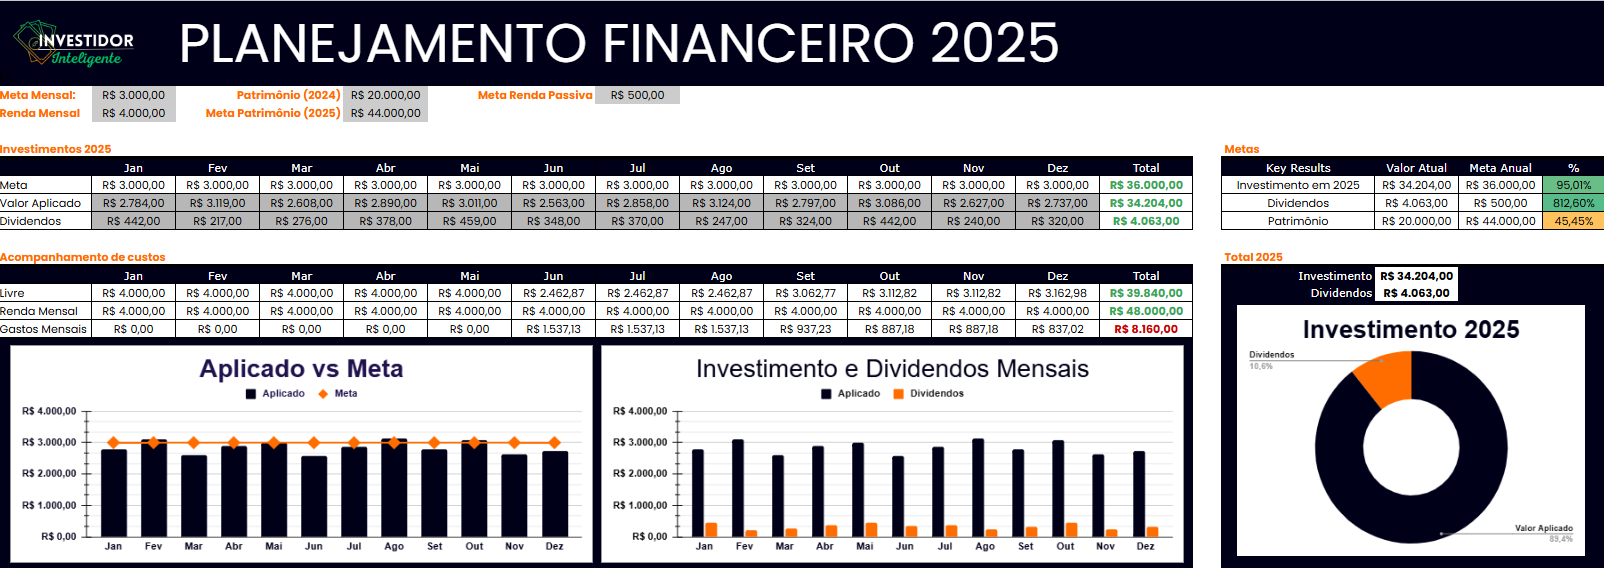 INVESTIDOR
Inteligente
PLANEJAMENTO FINANCEIRO 2025
Meta Mensal: R$ 3.000,00 Patrimônio (2024) R$ 20.000,00 Meta Renda Passiva R$ 500,00
Renda Mensal R$ 4.000,00 Meta Patrimônio (2025) R$ 44.000,00
Investimentos 2025
Jan Fev Mar Abr Mai Jun Jul Ago Set Out Nov Dez Total
Meta R$ 3.000,00 R$ 3.000,00 R$ 3.000,00 R$ 3.000,00 R$ 3.000,00 R$ 3.000,00 R$ 3.000,00 R$ 3.000,00 R$ 3.000,00 R$ 3.000,00 R$ 3.000,00 R$ 3.000,00 R$ 36.000,00
Valor Aplicado R$ 2.784,00 R$ 3.119,00 R$ 2.608,00 R$ 2.890,00 R$ 3.011,00 R$ 2.563,00 R$ 2.858,00 R$ 3.124,00 R$ 2.797,00 R$ 3.086,00 R$ 2.627,00 R$ 2.737,00 R$ 34.204,00
Dividendos R$ 442,00 R$ 217,00 R$ 276,00 R$ 378,00 R$ 459,00 R$ 348,00 R$ 370,00 R$ 247,00 R$ 324,00 R$ 442,00 R$ 240,00 R$ 320,00 R$ 4.063,00
Metas
Key Results Valor Atual Meta Anual %
Investimento em 2025 R$ 34.204,00 R$ 36.000,00 95,01%
Dividendos R$ 4.063,00 R$ 500,00 812,60%
Patrimônio R$ 20.000,00 R$ 44.000,00 45,45%
Acompanhamento de custos
Jan Fev Mar Abr Mai Jun Jul Ago Set Out Nov Dez Total
Livre R$ 4.000,00 R$ 4.000,00 R$ 4.000,00 R$ 4.000,00 R$ 4.000,00 R$ 2.462,87 R$ 2.462,87 R$ 2.462,87 R$ 3.062,77 R$ 3.112,82 R$ 3.112,82 R$ 3.162,98 R$ 39.840,00
Renda Mensal R$ 4.000,00 R$ 4.000,00 R$ 4.000,00 R$ 4.000,00 R$ 4.000,00 R$ 4.000,00 R$ 4.000,00 R$ 4.000,00 R$ 4.000,00 R$ 4.000,00 R$ 4.000,00 R$ 4.000,00 R$ 48.000,00
Gastos Mensais R$ 0,00 R$ 0,00 R$ 0,00 R$ 0,00 R$ 0,00 R$ 1.537,13 R$ 1.537,13 R$ 1.537,13 R$ 937,23 R$ 887,18 R$ 887,18 R$ 837,02 R$ 8.160,00
Total 2025
Investimento R$ 34.204,00
Dividendos R$ 4.063,00
Aplicado vs Meta
Aplicado Meta
R$ 4.000,00
R$ 3.000,00
R$ 2.000,00
R$ 1.000,00
R$ 0,00
Jan Fev Mar Abr Mai Jun Jul Ago Set Out Nov Dez
Investimento e Dividendos Mensais
Aplicado Dividendos
R$ 4.000,00
R$ 3.000,00
R$ 2.000,00
R$ 1.000,00
R$ 0,00
Jan Fev Mar Abr Mai Jun Jul Ago Set Out Nov Dez
Investimento 2025
Dividendos
10,6%
Valor Aplicado
89,4%